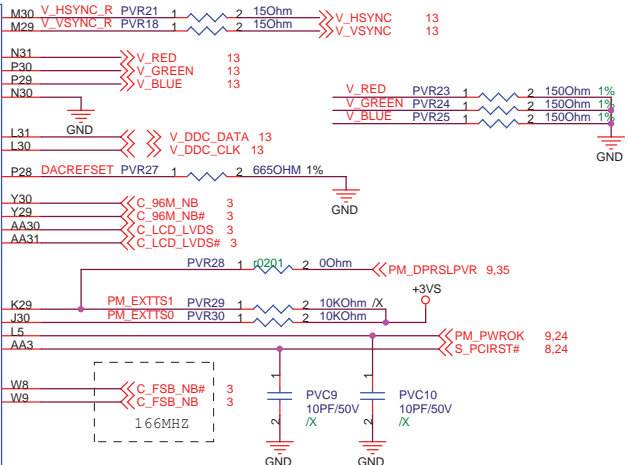 M30 V_HSYNC_R PVR21 1 2 15Ohm V_HSYNC 13
M29 V_VSYNC_R PVR18 1 2 15Ohm V_VSYNC 13
N31 V_RED 13
P30 V_GREEN 13
P29 V_BLUE 13
N30
GND
V_RED PVR23 1 2 150Ohm 1%
V_GREEN PVR24 1 2 150Ohm 1%
V_BLUE PVR25 1 2 150Ohm 1%
GND
L31 V_DDC_DATA 13
L30 V_DDC_CLK 13
P28 DACREFSET PVR27 1 2 665OHM 1%
GND
Y30 C_96M_NB 3
Y29 C_96M_NB# 3
AA30 C_LCD_LVDS 3
AA31 C_LCD_LVDS# 3
PVR28 1 r0201 2 0Ohm PM_DPRSLPVR 9,35
+3VS
K29 PM_EXTTS1 PVR29 1 2 10KOhm /X
J30 PM_EXTTS0 PVR30 1 2 10KOhm
L5 PM_PWROK 9,24
AA3 S_PCIRST# 8,24
W8 C_FSB_NB# 3
W9 C_FSB_NB 3
166MHZ
1 PVC9 10PF/50V /X 2
GND
1 PVC10 10PF/50V /X 2
GND